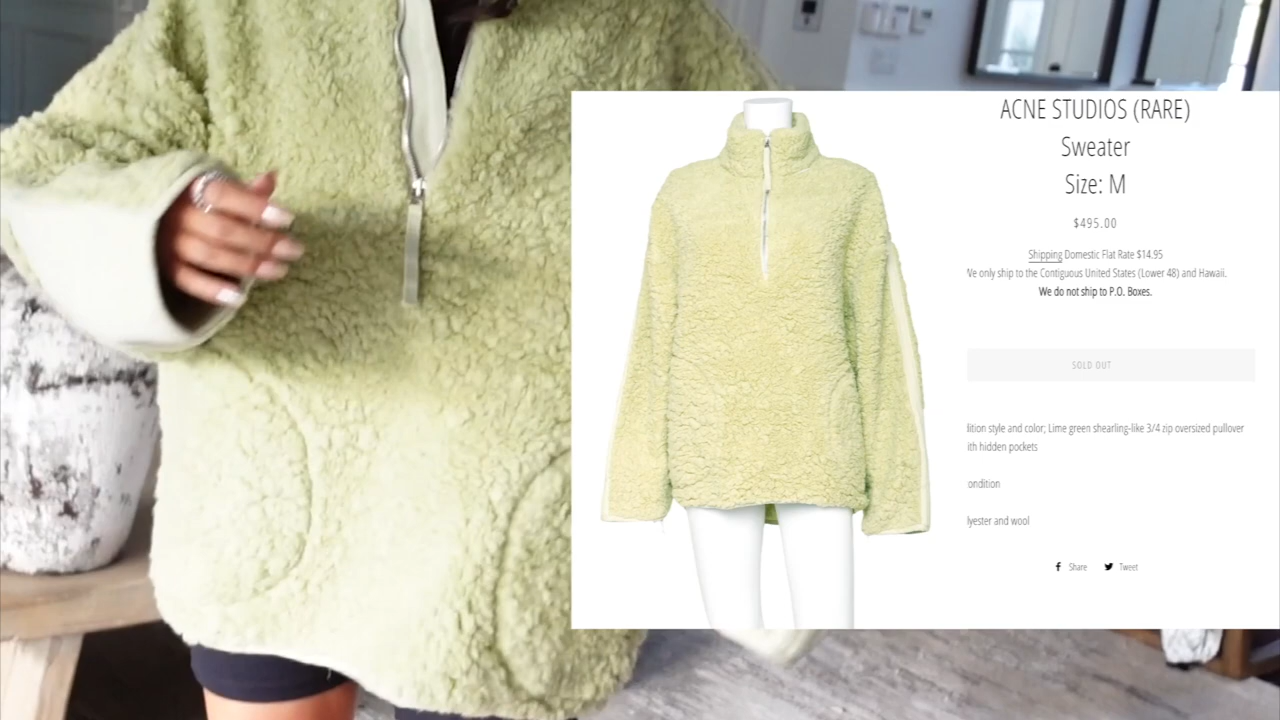 ACNE STUDIOS (RARE)
Sweater
Size: M
$495.00
Shipping Domestic Flat Rate $14.95
We only ship to the Contiguous United States (Lower 48) and Hawaii.
We do not ship to P.O. Boxes.
SOLD OUT
lition style and color; Lime green shearling-like 3/4 zip oversized pullover
ith hidden pockets
ondition
lyester and wool
Share Tweet